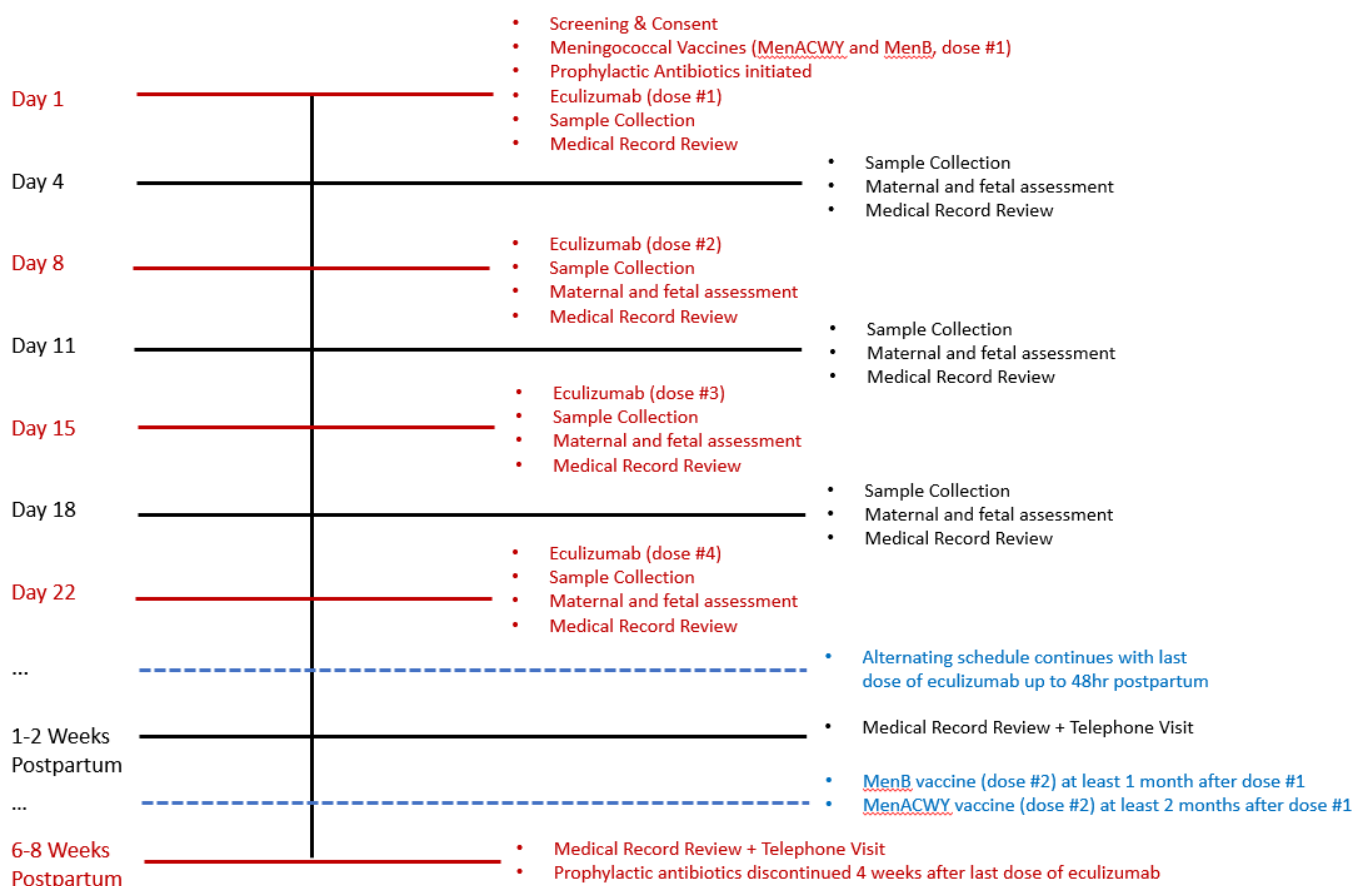 • Screening & Consent
• Meningococcal Vaccines (MenACWY and MenB, dose #1)
• Prophylactic Antibiotics initiated
Day 1
• Eculizumab (dose #1)
• Sample Collection
• Medical Record Review
Day 4
• Sample Collection
• Maternal and fetal assessment
• Medical Record Review
Day 8
• Eculizumab (dose #2)
• Sample Collection
• Maternal and fetal assessment
• Medical Record Review
Day 11
• Sample Collection
• Maternal and fetal assessment
• Medical Record Review
Day 15
• Eculizumab (dose #3)
• Sample Collection
• Maternal and fetal assessment
• Medical Record Review
Day 18
• Sample Collection
• Maternal and fetal assessment
• Medical Record Review
Day 22
• Eculizumab (dose #4)
• Sample Collection
• Maternal and fetal assessment
• Medical Record Review
...
• Alternating schedule continues with last
dose of eculizumab up to 48hr postpartum
1-2 Weeks
Postpartum
• Medical Record Review + Telephone Visit
...
• MenB vaccine (dose #2) at least 1 month after dose #1
• MenACWY vaccine (dose #2) at least 2 months after dose #1
6-8 Weeks
Postpartum
• Medical Record Review + Telephone Visit
• Prophylactic antibiotics discontinued 4 weeks after last dose of eculizumab